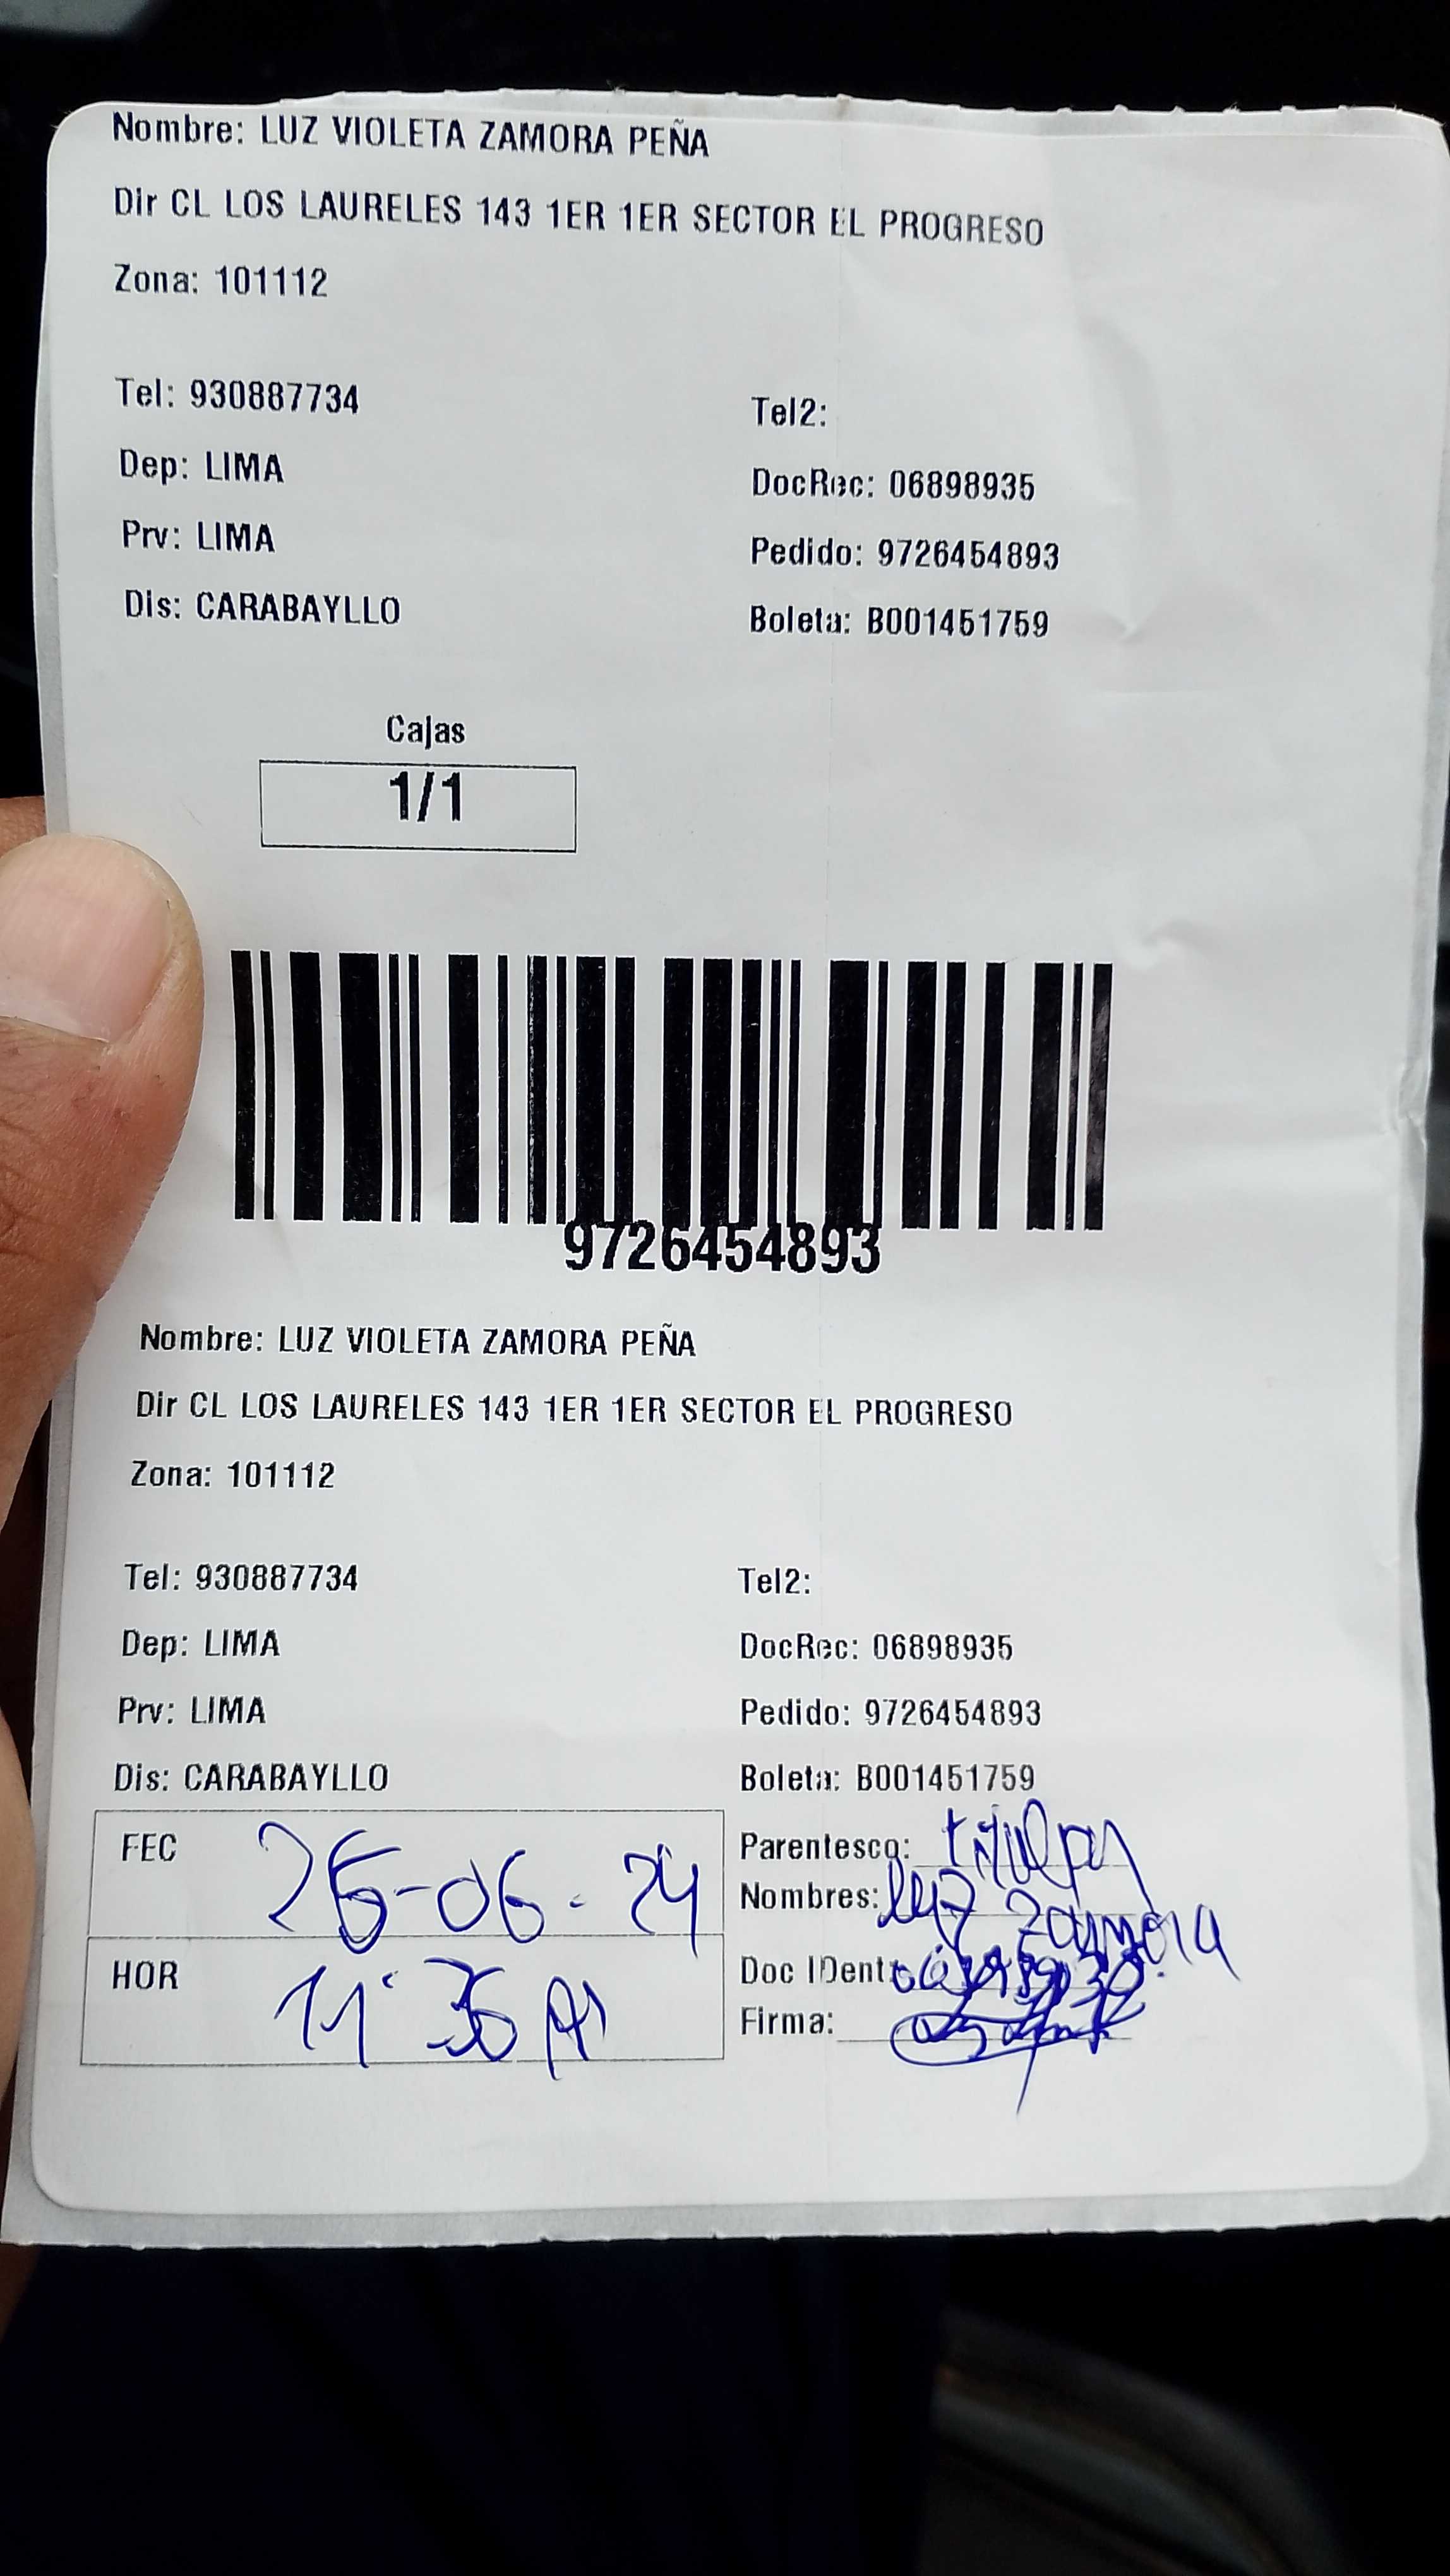 Nombre: LUZ VIOLETA ZAMORA PEÑA
Dir CL LOS LAURELES 143 1ER 1ER SECTOR EL PROGRESO
Zona: 101112
Tel: 930887734 Tel2:
Dep: LIMA DocRec: 06898935
Prv: LIMA Pedido: 9726454893
Dis: CARABAYLLO Boleta: B001451759
Cajas
1/1
9726454893
Nombre: LUZ VIOLETA ZAMORA PEÑA
Dir CL LOS LAURELES 143 1ER 1ER SECTOR EL PROGRESO
Zona: 101112
Tel: 930887734 Tel2:
Dep: LIMA DocRec: 06898935
Prv: LIMA Pedido: 9726454893
Dis: CARABAYLLO Boleta: B001451759
FEC 26-06-24 Parentesco:
Nombres: Luz Zamora
HOR Doc IDent:
Firma: